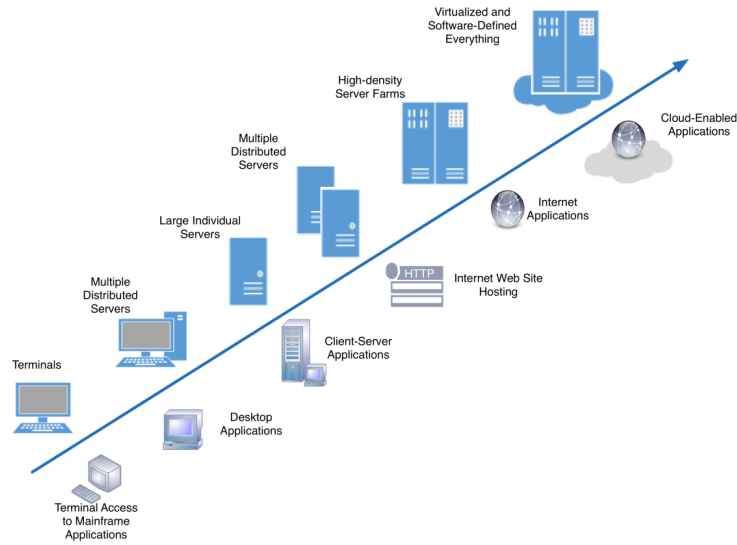 Virtualized and
Software-Defined
Everything
High-density
Server Farms
Cloud-Enabled
Applications
Multiple
Distributed
Servers
Internet
Applications
Large Individual
Servers
HTTP
Internet Web Site
Hosting
Multiple
Distributed
Servers
Client-Server
Applications
Terminals
Desktop
Applications
Terminal Access
to Mainframe
Applications